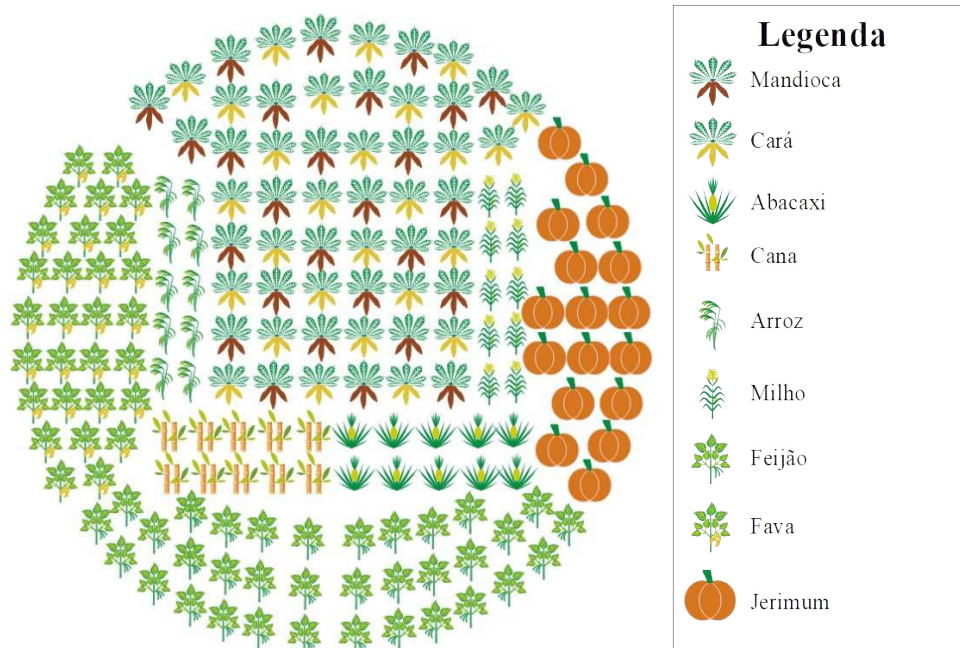 Legenda
Mandioca
Cará
Abacaxi
Cana
Arroz
Milho
Feijão
Fava
Jerimum